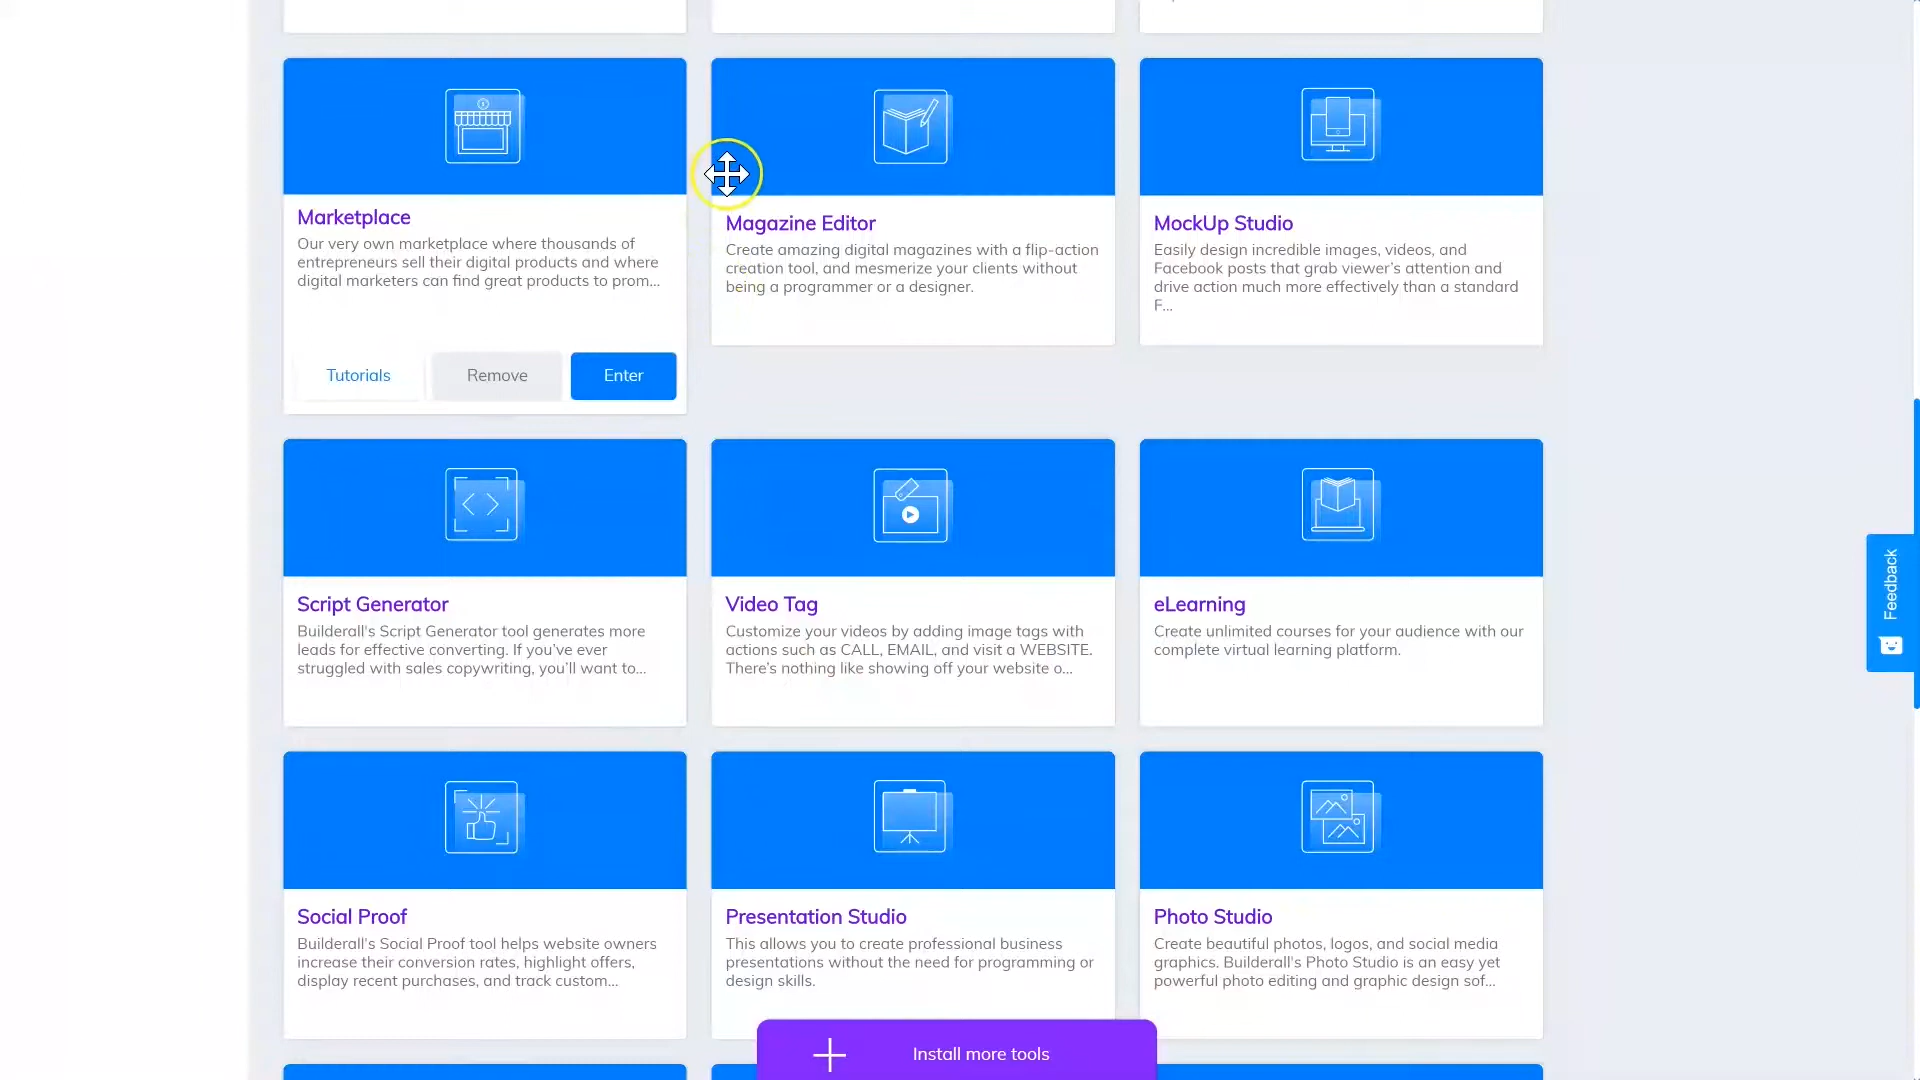 Marketplace
Our very own marketplace where thousands of
entrepreneurs sell their digital products and where
digital marketers can find great products to prom...
Tutorials
Remove
Enter
Magazine Editor
Create amazing digital magazines with a flip-action
creation tool, and mesmerize your clients without
being a programmer or a designer.
MockUp Studio
Easily design incredible images, videos, and
Facebook posts that grab viewer's attention and
drive action much more effectively than a standard
F...
Script Generator
Builderall's Script Generator tool generates more
leads for effective converting. If you've ever
struggled with sales copywriting, you'll want to...
Video Tag
Customize your videos by adding image tags with
actions such as CALL, EMAIL, and visit a WEBSITE.
There's nothing like showing off your website o...
eLearning
Create unlimited courses for your audience with our
complete virtual learning platform.
Feedback
Social Proof
Builderall's Social Proof tool helps website owners
increase their conversion rates, highlight offers,
display recent purchases, and track custom...
Presentation Studio
This allows you to create professional business
presentations without the need for programming or
design skills.
Photo Studio
Create beautiful photos, logos, and social media
graphics. Builderall's Photo Studio is an easy yet
powerful photo editing and graphic design sof...
Install more tools